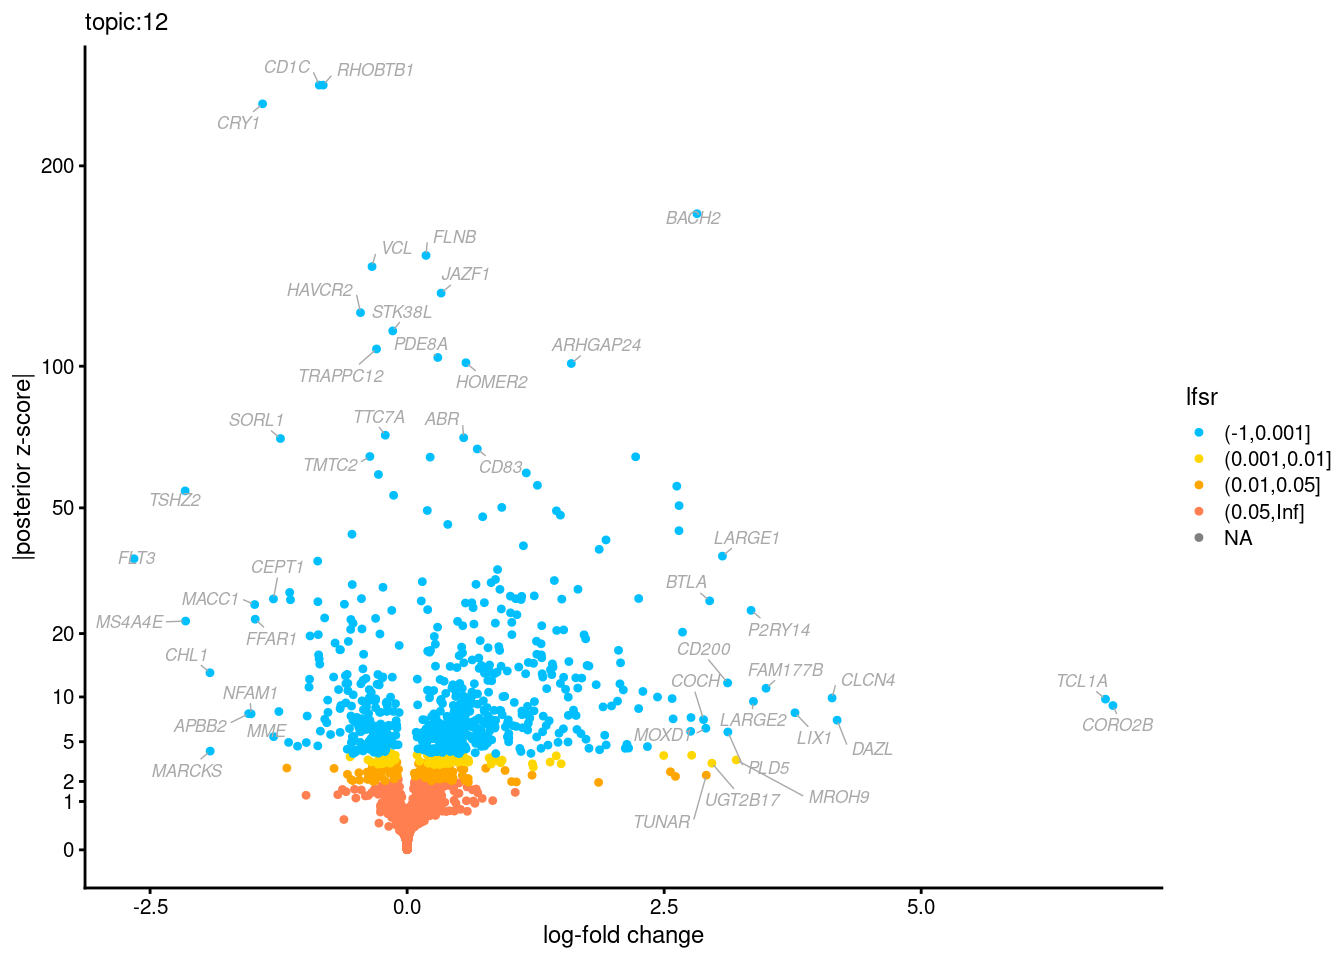 topic:12
CD1C
RHOBTB1
CRY1
200
BACH2
FLNB
VCL
JAZF1
HAVCR2
STK38L
PDE8A
ARHGAP24
100
TRAPPC12
HOMER2
SORL1
TTC7A
ABR
TMTC2
CD83
TSHZ2
50
LARGE1
FLT3
CEPT1
BTLA
MACC1
MS4A4E
FFAR1
P2RY14
20
CHL1
CD200
FAM177B
COCH
CLCN4
TCL1A
NFAM1
10
APBB2
MME
LARGE2
CORO2B
MOXD1
LIX1
5
DAZL
MARCKS
PLD5
2
UGT2B17
MROH9
1
TUNAR
0
-2.5
0.0
2.5
5.0
log-fold change
|posterior z-score|
lfsr
(-1,0.001]
(0.001,0.01]
(0.01,0.05]
(0.05,Inf]
NA